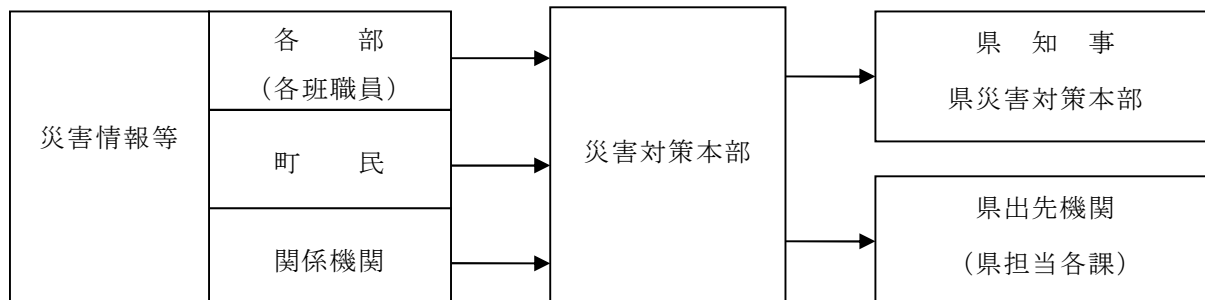 災害情報等
各　　部
（各班職員）
町　　民
関係機関
災害対策本部
県　知　事
県災害対策本部
県出先機関
（県担当各課）